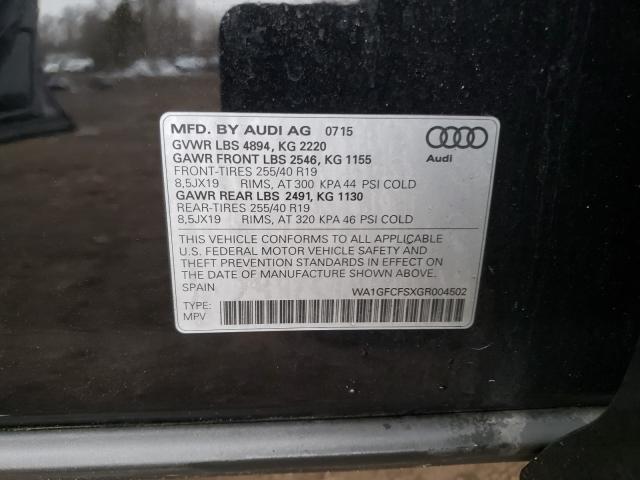 MFD. BY AUDI AG 0715
GVWR LBS 4894, KG 2220
GAWR FRONT LBS 2546, KG 1155
FRONT-TIRES 255/40 R19
8,5JX19 RIMS, AT 300 KPA 44 PSI COLD
GAWR REAR LBS 2491, KG 1130
REAR-TIRES 255/40 R19
8,5JX19 RIMS, AT 320 KPA 46 PSI COLD
Audi
THIS VEHICLE CONFORMS TO ALL APPLICABLE
U.S. FEDERAL MOTOR VEHICLE SAFETY AND
THEFT PREVENTION STANDARDS IN EFFECT
ON THE DATE OF MANUFACTURE SHOWN ABOVE.
SPAIN WA1GFCFSXGR004502
TYPE:
MPV